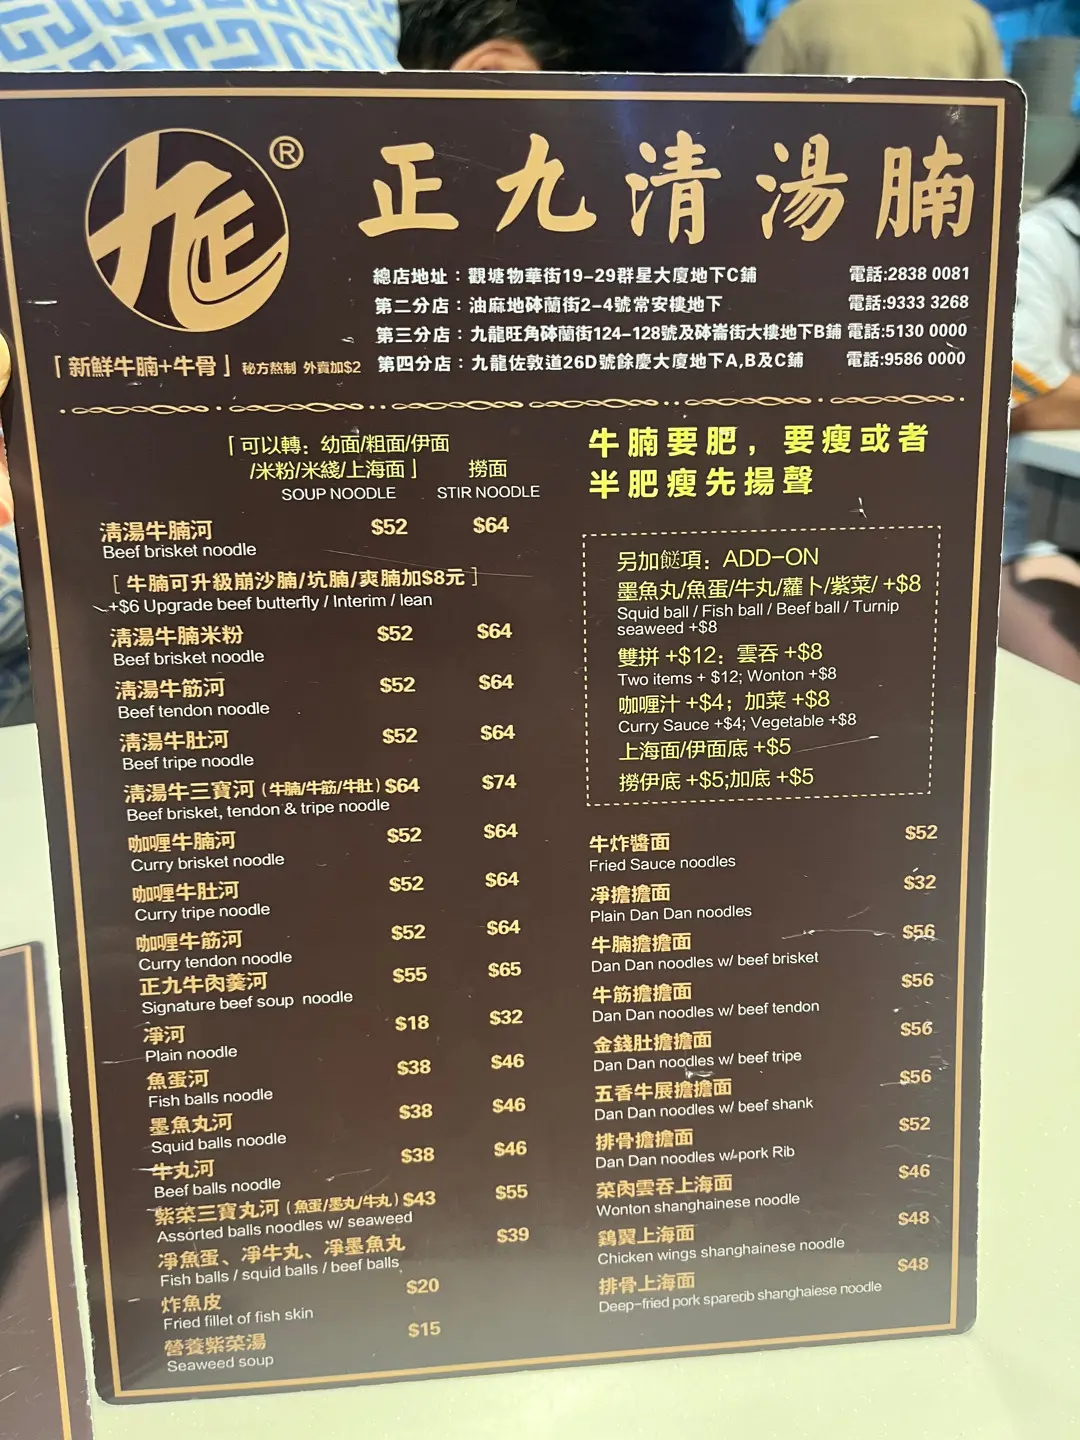 九正 ®
正九清湯腩
總店地址：觀塘物華街19-29群星大廈地下C鋪 電話:2838 0081
第二分店：油麻地砵蘭街2-4號常安樓地下 電話:9333 3268
第三分店：九龍旺角砵蘭街124-128號及砵崙街大樓地下B鋪 電話:5130 0000
「新鮮牛腩+牛骨」秘方熬制 外賣加$2 第四分店：九龍佐敦道26D號餘慶大廈地下A,B及C鋪 電話:9586 0000
「可以轉：幼面/粗面/伊面
/米粉/米綫/上海面」 撈面
SOUP NOODLE STIR NOODLE
清湯牛腩河 $52 $64
Beef brisket noodle
[ 牛腩可升級崩沙腩/坑腩/爽腩加$8元 ]
+$6 Upgrade beef butterfly / Interim / lean
清湯牛腩米粉 $52 $64
Beef brisket noodle
清湯牛筋河 $52 $64
Beef tendon noodle
清湯牛肚河 $52 $64
Beef tripe noodle
清湯牛三寶河（牛腩/牛筋/牛肚）$64 $74
Beef brisket, tendon & tripe noodle
咖喱牛腩河 $52 $64
Curry brisket noodle
咖喱牛肚河 $52 $64
Curry tripe noodle
咖喱牛筋河 $52 $64
Curry tendon noodle
正九牛肉羹河 $55 $65
Signature beef soup noodle
凈河 $18 $32
Plain noodle
魚蛋河 $38 $46
Fish balls noodle
墨魚丸河 $38 $46
Squid balls noodle
牛丸河 $38 $46
Beef balls noodle
紫菜三寶丸河（魚蛋/墨丸/牛丸）$43 $55
Assorted balls noodles w/ seaweed
凈魚蛋、凈牛丸、凈墨魚丸 $39
Fish balls / squid balls / beef balls
炸魚皮 $20
Fried fillet of fish skin
營養紫菜湯 $15
Seaweed soup
牛腩要肥，要瘦或者
半肥瘦先揚聲
另加餸項：ADD-ON
墨魚丸/魚蛋/牛丸/蘿卜/紫菜/ +$8
Squid ball / Fish ball / Beef ball / Turnip
seaweed +$8
雙拼 +$12；雲吞 +$8
Two items + $12; Wonton +$8
咖喱汁 +$4；加菜 +$8
Curry Sauce +$4; Vegetable +$8
上海面/伊面底 +$5
撈伊底 +$5;加底 +$5
牛炸醬面 $52
Fried Sauce noodles
凈擔擔面 $32
Plain Dan Dan noodles
牛腩擔擔面 $56
Dan Dan noodles w/ beef brisket
牛筋擔擔面 $56
Dan Dan noodles w/ beef tendon
金錢肚擔擔面 $56
Dan Dan noodles w/ beef tripe
五香牛展擔擔面 $56
Dan Dan noodles w/ beef shank
排骨擔擔面 $52
Dan Dan noodles w/ pork Rib
菜肉雲吞上海面 $46
Wonton shanghainese noodle
鷄翼上海面 $48
Chicken wings shanghainese noodle
排骨上海面 $48
Deep-fried pork sparerib shanghaiese noodle